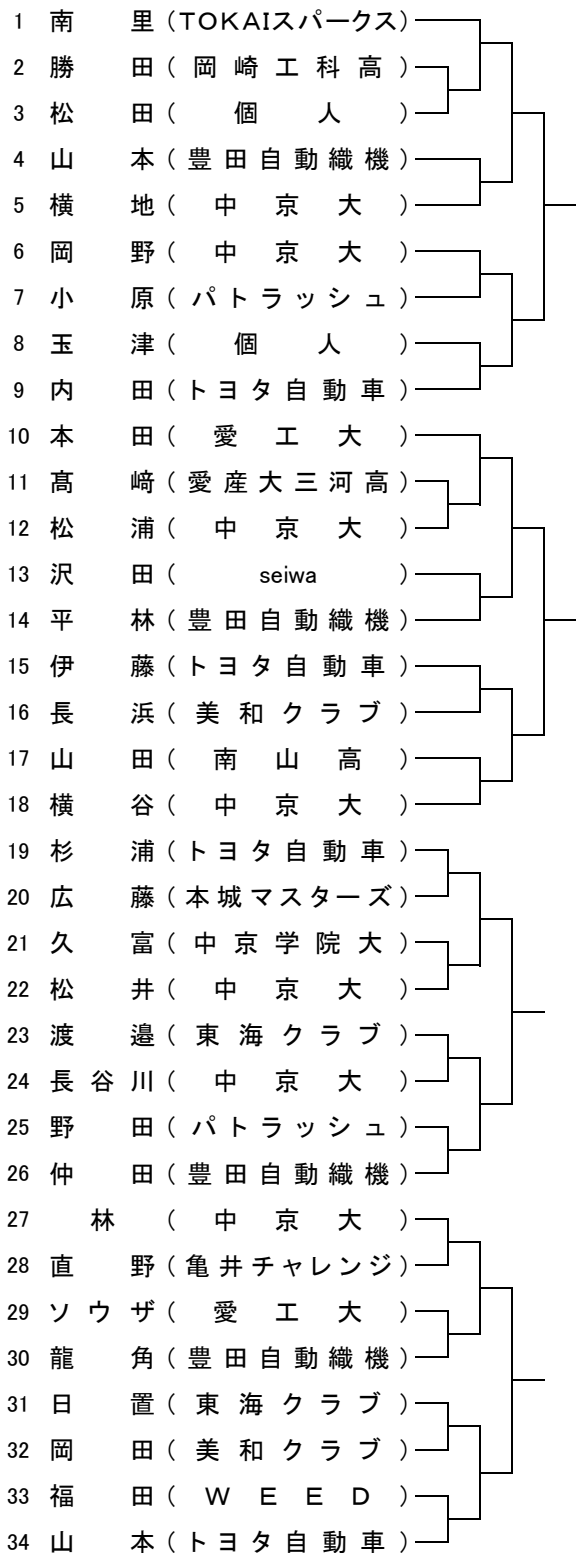 1 南里(TOKAIスパークス)
2 勝田(岡崎工科高)
3 松田(個人)
4 山本(豊田自動織機)
5 横地(中京大)
6 岡野(中京大)
7 小原(パトラッシュ)
8 玉津(個人)
9 内田(トヨタ自動車)
10 本田(愛工大)
11 髙﨑(愛産大三河高)
12 松浦(中京大)
13 沢田(seiwa)
14 平林(豊田自動織機)
15 伊藤(トヨタ自動車)
16 長浜(美和クラブ)
17 山田(南山高)
18 横谷(中京大)
19 杉浦(トヨタ自動車)
20 広藤(本城マスターズ)
21 久富(中京学院大)
22 松井(中京大)
23 渡邉(東海クラブ)
24 長谷川(中京大)
25 野田(パトラッシュ)
26 仲田(豊田自動織機)
27 林(中京大)
28 直野(亀井チャレンジ)
29 ソウザ(愛工大)
30 龍角(豊田自動織機)
31 日置(東海クラブ)
32 岡田(美和クラブ)
33 福田(WEED)
34 山本(トヨタ自動車)